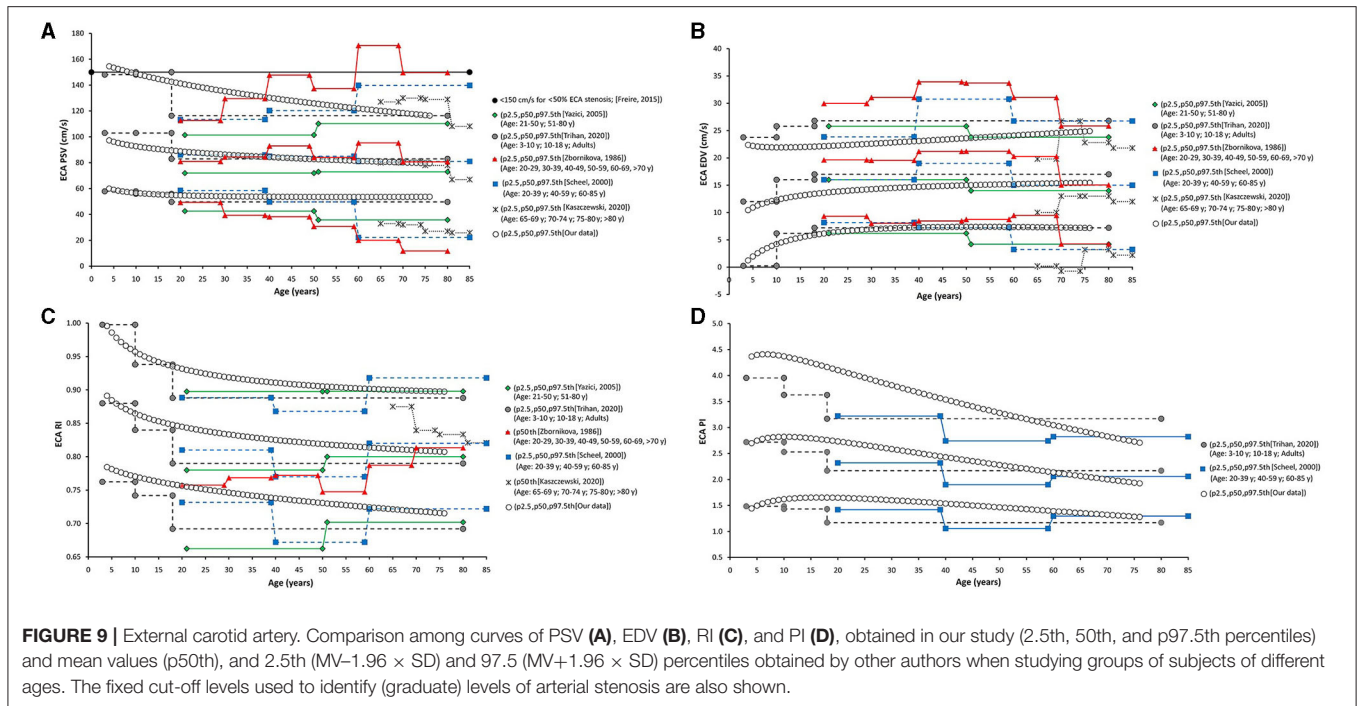 A
ECA PSV (cm/s)
180
160
140
120
100
80
60
40
20
0
0 5 10 15 20 25 30 35 40 45 50 55 60 65 70 75 80 85
Age (years)
<150 cm/s for <50% ECA stenosis; [Freire, 2015])
(p2.5,p50,p97.5th [Yazici, 2005)
(Age: 21-50 y; 51-80 y)
(p2.5,p50,p97.5th[Trihan, 2020])
(Age: 3-10 y; 10-18 y; Adults)
(p2.5,p50,p97.5th[Zbornikova, 1986])
(Age: 20-29, 30-39, 40-49, 50-59, 60-69, >70 y)
(p2.5,p50,p97.5th [Scheel, 2000)
(Age: 20-39 y; 40-59 y; 60-85 y)
(p2.5,p50,p97.5th [Kaszczewski, 2020)
(Age: 65-69 y; 70-74 y; 75-80y; >80 y)
(p2.5,p50,p97.5th[Our data])
B
ECA EDV (cm/s)
40
35
30
25
20
15
10
5
0
-5
0 5 10 15 20 25 30 35 40 45 50 55 60 65 70 75 80 85
Age (years)
(p2.5,p50,p97.5th [Yazici, 2005)
(Age: 21-50 y; 51-80 y)
(p2.5,p50,p97.5th[Trihan, 2020])
(Age: 3-10 y; 10-18 y; Adults)
(p2.5,p50,p97.5th[Zbornikova, 1986])
(Age: 20-29, 30-39, 40-49, 50-59, 60-69, >70 y)
(p2.5,p50,p97.5th [Scheel, 2000)
(Age: 20-39 y; 40-59 y; 60-85 y)
(p2.5,p50,p97.5th [Kaszczewski, 2020)
(Age: 65-69 y; 70-74 y; 75-80y; >80 y)
(p2.5,p50,p97.5th[Our data])
C
ECA RI
1.00
0.95
0.90
0.85
0.80
0.75
0.70
0.65
0 5 10 15 20 25 30 35 40 45 50 55 60 65 70 75 80 85
Age (years)
(p2.5,p50,p97.5th [Yazici, 2005)
(Age: 21-50 y; 51-80 y)
(p2.5,p50,p97.5th[Trihan, 2020])
(Age: 3-10 y; 10-18 y; Adults)
(p50th[Zbornikova, 1986])
(Age: 20-29, 30-39, 40-49, 50-59, 60-69, >70 y)
(p2.5,p50,p97.5th [Scheel, 2000)
(Age: 20-39 y; 40-59 y; 60-85 y)
(p50th[Kaszczewski, 2020)
(Age: 65-69 y; 70-74 y; 75-80y; >80 y)
(p2.5,p50,p97.5th[Our data])
D
ECA PI
5.0
4.5
4.0
3.5
3.0
2.5
2.0
1.5
1.0
0.5
0 5 10 15 20 25 30 35 40 45 50 55 60 65 70 75 80 85
Age (years)
(p2.5,p50,p97.5th[Trihan, 2020])
(Age: 3-10 y; 10-18 y; Adults)
(p2.5,p50,p97.5th [Scheel, 2000)
(Age: 20-39 y; 40-59 y; 60-85 y)
(p2.5,p50,p97.5th[Our data])
FIGURE 9 | External carotid artery. Comparison among curves of PSV (A), EDV (B), RI (C), and PI (D), obtained in our study (2.5th, 50th, and p97.5th percentiles)
and mean values (p50th), and 2.5th (MV–1.96 × SD) and 97.5 (MV+1.96 × SD) percentiles obtained by other authors when studying groups of subjects of different
ages. The fixed cut-off levels used to identify (graduate) levels of arterial stenosis are also shown.